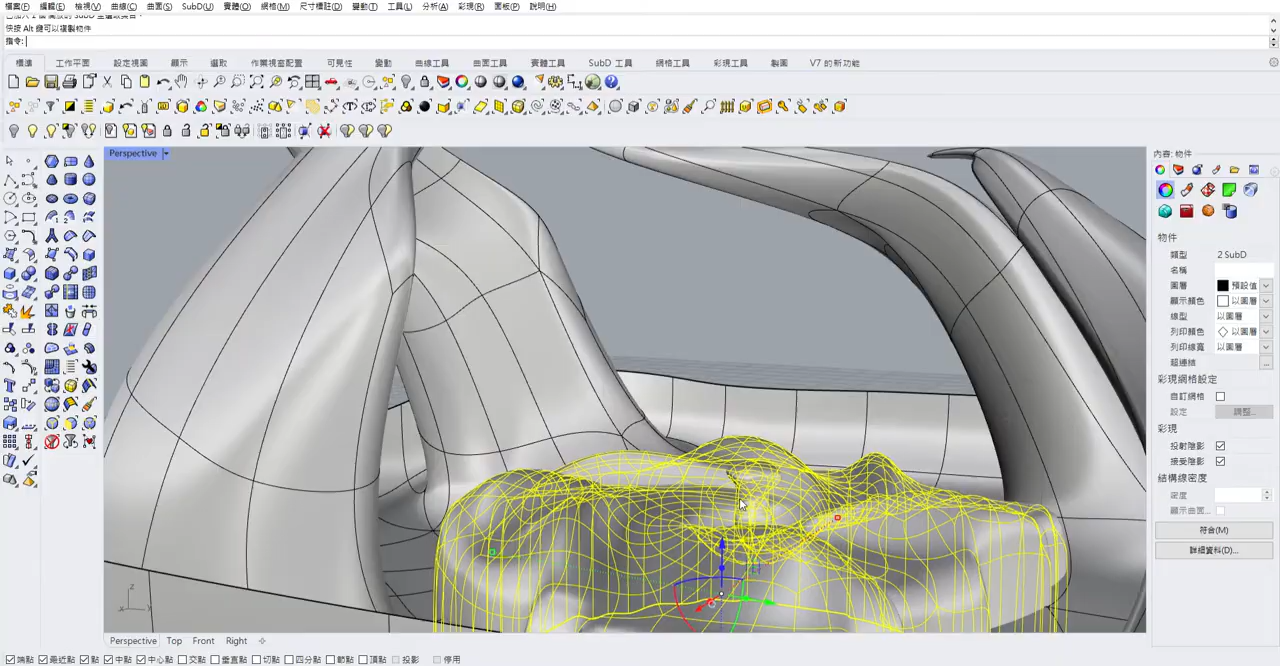 檔案(F) 編輯(E) 檢視(V) 曲線(C) 曲面(S) SubD(U) 實體(O) 網格(M) 尺寸標註(D) 變動(T) 工具(L) 分析(A) 彩現(R) 面板(P) 說明(H)
快按 Alt 鍵可以複製物件
指令:
標準 工作平面 設定視圖 顯示 選取 作業視窗配置 可見性 變動 曲線工具 曲面工具 實體工具 SubD 工具 網格工具 彩現工具 製圖 V7 的新功能
Perspective
內容: 物件
物件
類型 2 SubD
名稱
圖層 預設值
顯示顏色 以圖層
線型 以圖層
列印顏色 以圖層
列印線寬 以圖層
超連結 ...
彩現網格設定
自訂網格
設定 調整...
彩現
投射陰影
接受陰影
結構線密度
密度
顯示曲面...
符合(M)
詳細資料(D)...
z
x y
Perspective Top Front Right
端點 最近點 點 中點 中心點 交點 垂直點 切點 四分點 節點 頂點 投影 停用